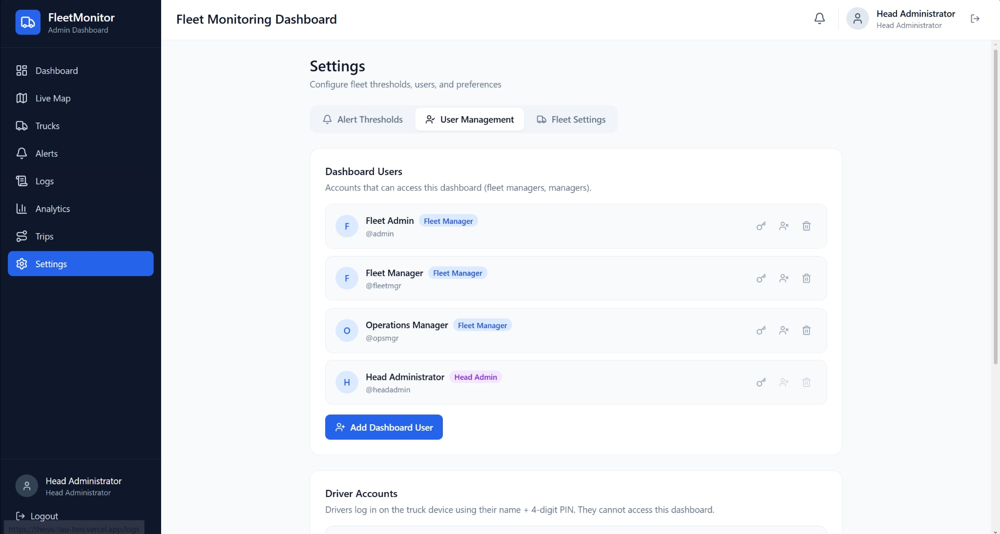 FleetMonitor
Admin Dashboard
Dashboard
Live Map
Trucks
Alerts
Logs
Analytics
Trips
Settings
Head Administrator
Head Administrator
Logout
https://thesis-tau-two.vercel.app/logs
Fleet Monitoring Dashboard
Head Administrator
Head Administrator
Settings
Configure fleet thresholds, users, and preferences
Alert Thresholds
User Management
Fleet Settings
Dashboard Users
Accounts that can access this dashboard (fleet managers, managers).
F
Fleet Admin Fleet Manager
@admin
F
Fleet Manager Fleet Manager
@fleetmgr
O
Operations Manager Fleet Manager
@opsmgr
H
Head Administrator Head Admin
@headadmin
Add Dashboard User
Driver Accounts
Drivers log in on the truck device using their name + 4-digit PIN. They cannot access this dashboard.